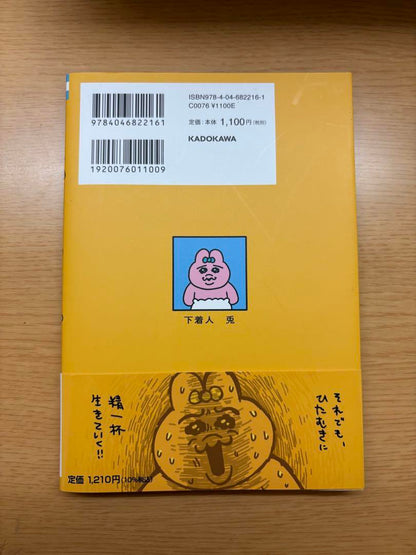 ISBN978-4-04-682216-1
C0076 ¥1100E
定価:本体1,100円(税別)
KADOKAWA
9784046822161
1920076011009
下着人 兎
それでも、
ひたむきに
精一杯
生きていく!!
定価 1,210円(10%税込)